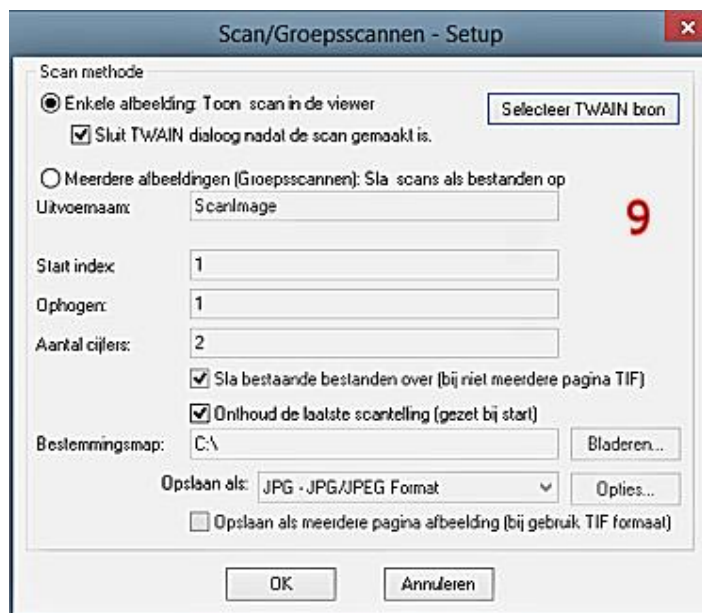 Scan/Groepsscannen - Setup
x
Scan methode
Enkele afbeelding: Toon scan in de viewer
Selecteer TWAIN bron
Sluit TWAIN dialoog nadat de scan gemaakt is.
Meerdere afbeeldingen (Groepsscannen): Sla scans als bestanden op
Uitvoernaam: ScanImage
9
Start index: 1
Ophogen: 1
Aantal cijfers: 2
Sla bestaande bestanden over (bij niet meerdere pagina TIF)
Onthoud de laatste scantelling (gezet bij start)
Bestemmingsmap: C:\ Bladeren...
Opslaan als: JPG - JPG/JPEG Format Opties...
Opslaan als meerdere pagina afbeelding (bij gebruik TIF formaat)
OK Annuleren